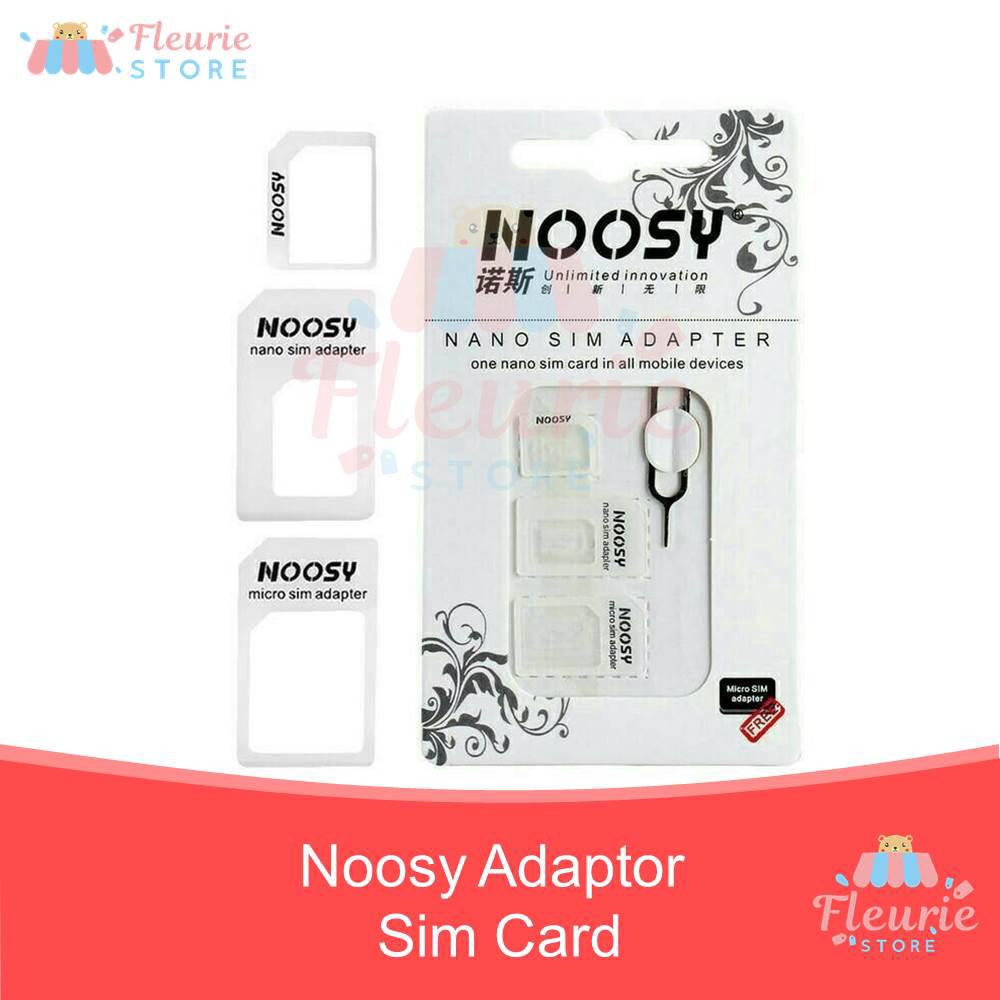 Fleurie
STORE
NOOSY
NOOSY
nano sim adapter
NOOSY
micro sim adapter
NOOSY®
诺斯 Unlimited innovation
创 | 新 | 无 | 限
NANO SIM ADAPTER
one nano sim card in all mobile devices
Fleurie
STORE
NOOSY
NOOSY
nano sim adapter
NOOSY
micro sim adapter
Micro SIM
adapter
FREE
Noosy Adaptor
Sim Card
Fleurie
STORE